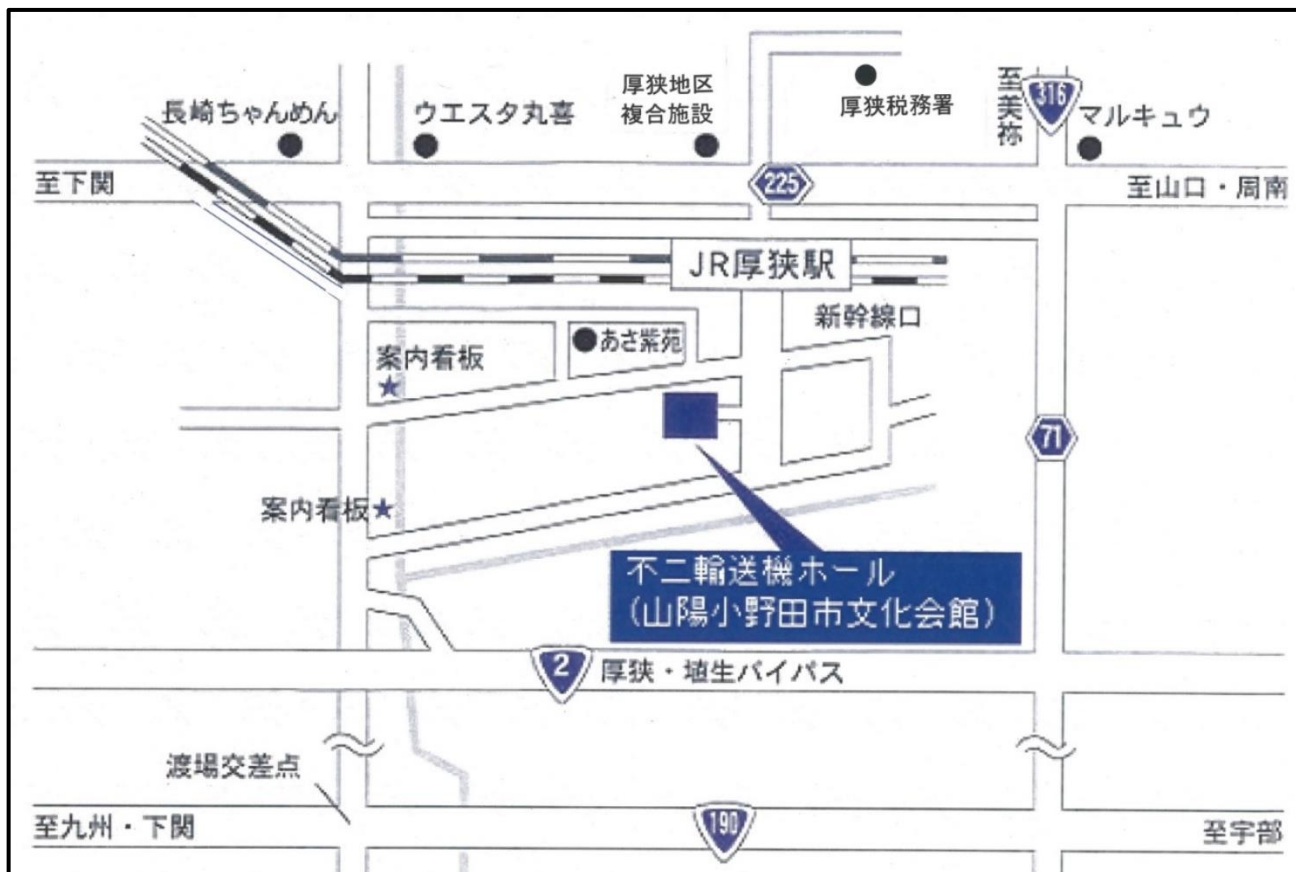 厚狭地区
複合施設
厚狭税務署
至美祢
316
長崎ちゃんめん
ウエスタ丸喜
マルキュウ
至下関
225
至山口・周南
JR厚狭駅
新幹線口
あさ紫苑
案内看板
71
案内看板
不二輸送機ホール
(山陽小野田市文化会館)
2
厚狭・埴生バイパス
渡場交差点
至九州・下関
190
至宇部